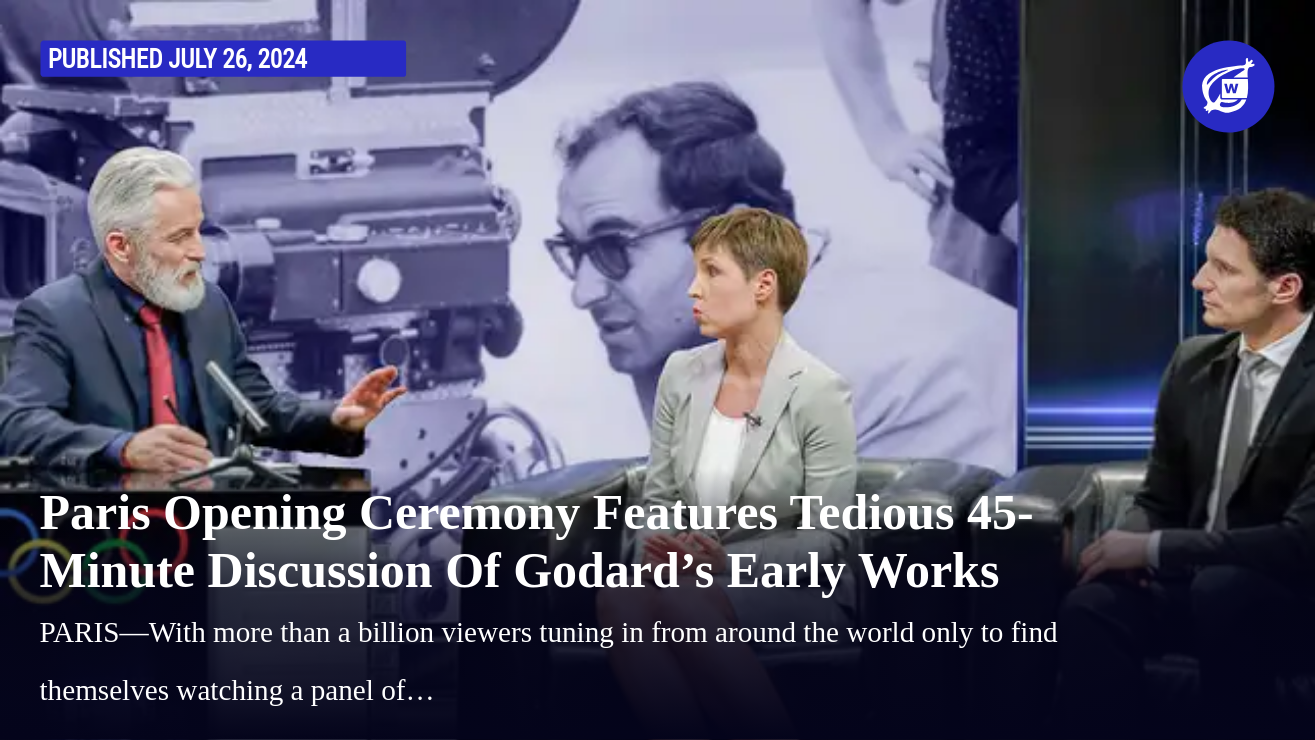 PUBLISHED JULY 26, 2024
W
Paris Opening Ceremony Features Tedious 45-
Minute Discussion Of Godard’s Early Works
PARIS—With more than a billion viewers tuning in from around the world only to find
themselves watching a panel of…